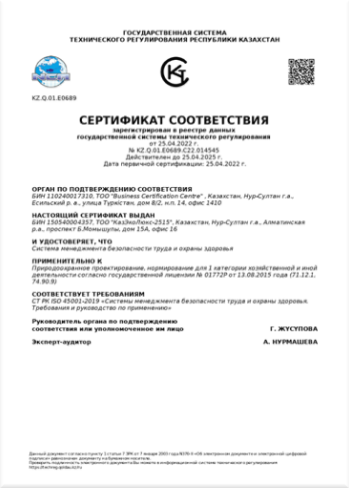 ГОСУДАРСТВЕННАЯ СИСТЕМА
ТЕХНИЧЕСКОГО РЕГУЛИРОВАНИЯ РЕСПУБЛИКИ КАЗАХСТАН
KZ.Q.01.E0689
СЕРТИФИКАТ СООТВЕТСТВИЯ
зарегистрирован в реестре данных
государственной системы технического регулирования
от 25.04.2022 г.
№ KZ.Q.01.E0689.C22.014545
Действителен до 25.04.2025 г.
Дата первичной сертификации: 25.04.2022 г.
ОРГАН ПО ПОДТВЕРЖДЕНИЮ СООТВЕТСТВИЯ
БИН 110240017310, ТОО "Business Certification Centre" , Казахстан, Нур-Султан г.а.,
Есильский р. а., улица Түркістан, дом 8/2, н.п. 14, офис 1410
НАСТОЯЩИЙ СЕРТИФИКАТ ВЫДАН
БИН 150540004357, ТОО "КазЭкоЛюкс-2515", Казахстан, Нур-Султан г.а., Алматинская
р.а., проспект Б.Момышулы, дом 15А, офис 16
И УДОСТОВЕРЯЕТ, ЧТО
Система менеджмента безопасности труда и охраны здоровья
ПРИМЕНИТЕЛЬНО К
Природоохранное проектирование, нормирование для 1 категории хозяйственной и иной
деятельности согласно государственной лицензии № 01772Р от 13.08.2015 года (71.12.1,
74.90.9)
СООТВЕТСТВУЕТ ТРЕБОВАНИЯМ
СТ РК ISO 45001-2019 «Системы менеджмента безопасности труда и охраны здоровья.
Требования и руководство по применению»
Руководитель органа по подтверждению
соответствия или уполномоченное им лицо Г. ЖУСУПОВА
Эксперт-аудитор А. НУРМАШЕВА